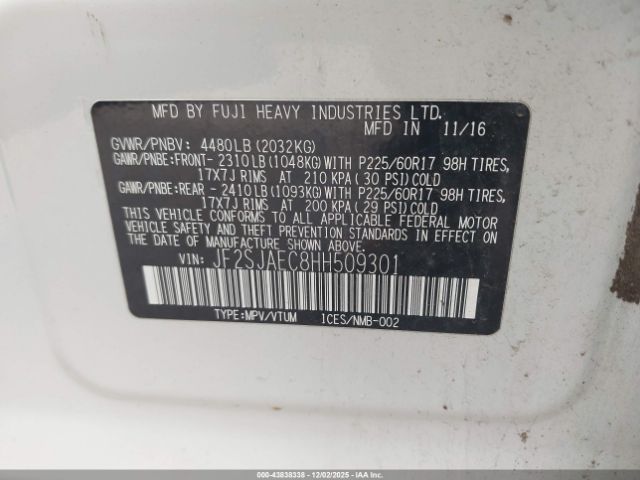 MFD BY FUJI HEAVY INDUSTRIES LTD.
MFD IN 11/16
GVWR/PNBV: 4480LB (2032KG)
GAWR/PNBE:FRONT- 2310LB (1048KG)WITH P225/60R17 98H TIRES,
17X7J RIMS AT 210 KPA (30 PSI)COLD
GAWR/PNBE:REAR - 2410LB (1093KG)WITH P225/60R17 98H TIRES,
17X7J RIMS AT 200 KPA (29 PSI)COLD
THIS VEHICLE CONFORMS TO ALL APPLICABLE FEDERAL MOTOR
VEHICLE SAFETY, BUMPER, AND THEFT PREVENTION STANDARDS IN EFFECT
ON THE DATE OF MANUFACTURE SHOWN ABOVE.
VIN: JF2SJAEC8HH509301
TYPE:MPV/VTUM 1CES/NMB-002
000-43838338 - 12/02/2025 - IAAI.COM